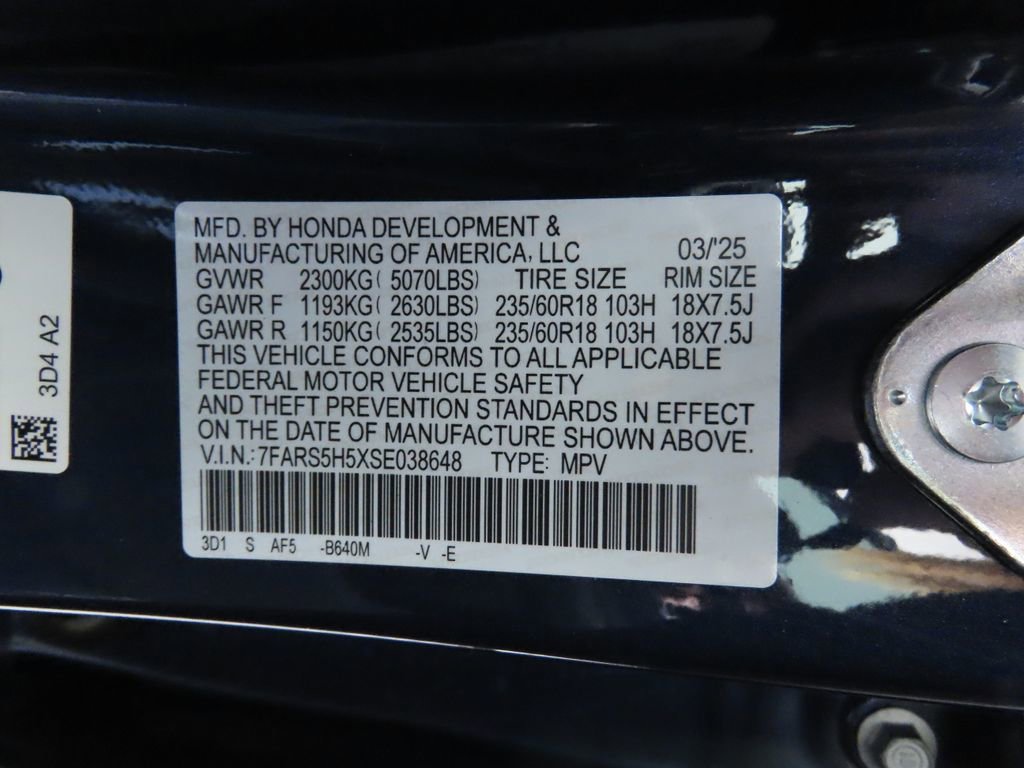 MFD. BY HONDA DEVELOPMENT &
MANUFACTURING OF AMERICA, LLC 03/'25
GVWR 2300KG( 5070LBS) TIRE SIZE RIM SIZE
GAWR F 1193KG( 2630LBS) 235/60R18 103H 18X7.5J
GAWR R 1150KG( 2535LBS) 235/60R18 103H 18X7.5J
THIS VEHICLE CONFORMS TO ALL APPLICABLE
FEDERAL MOTOR VEHICLE SAFETY
AND THEFT PREVENTION STANDARDS IN EFFECT
ON THE DATE OF MANUFACTURE SHOWN ABOVE.
V.I.N.:7FARS5H5XSE038648 TYPE: MPV
3D1 S AF5 -B640M -V -E
3D4 A2